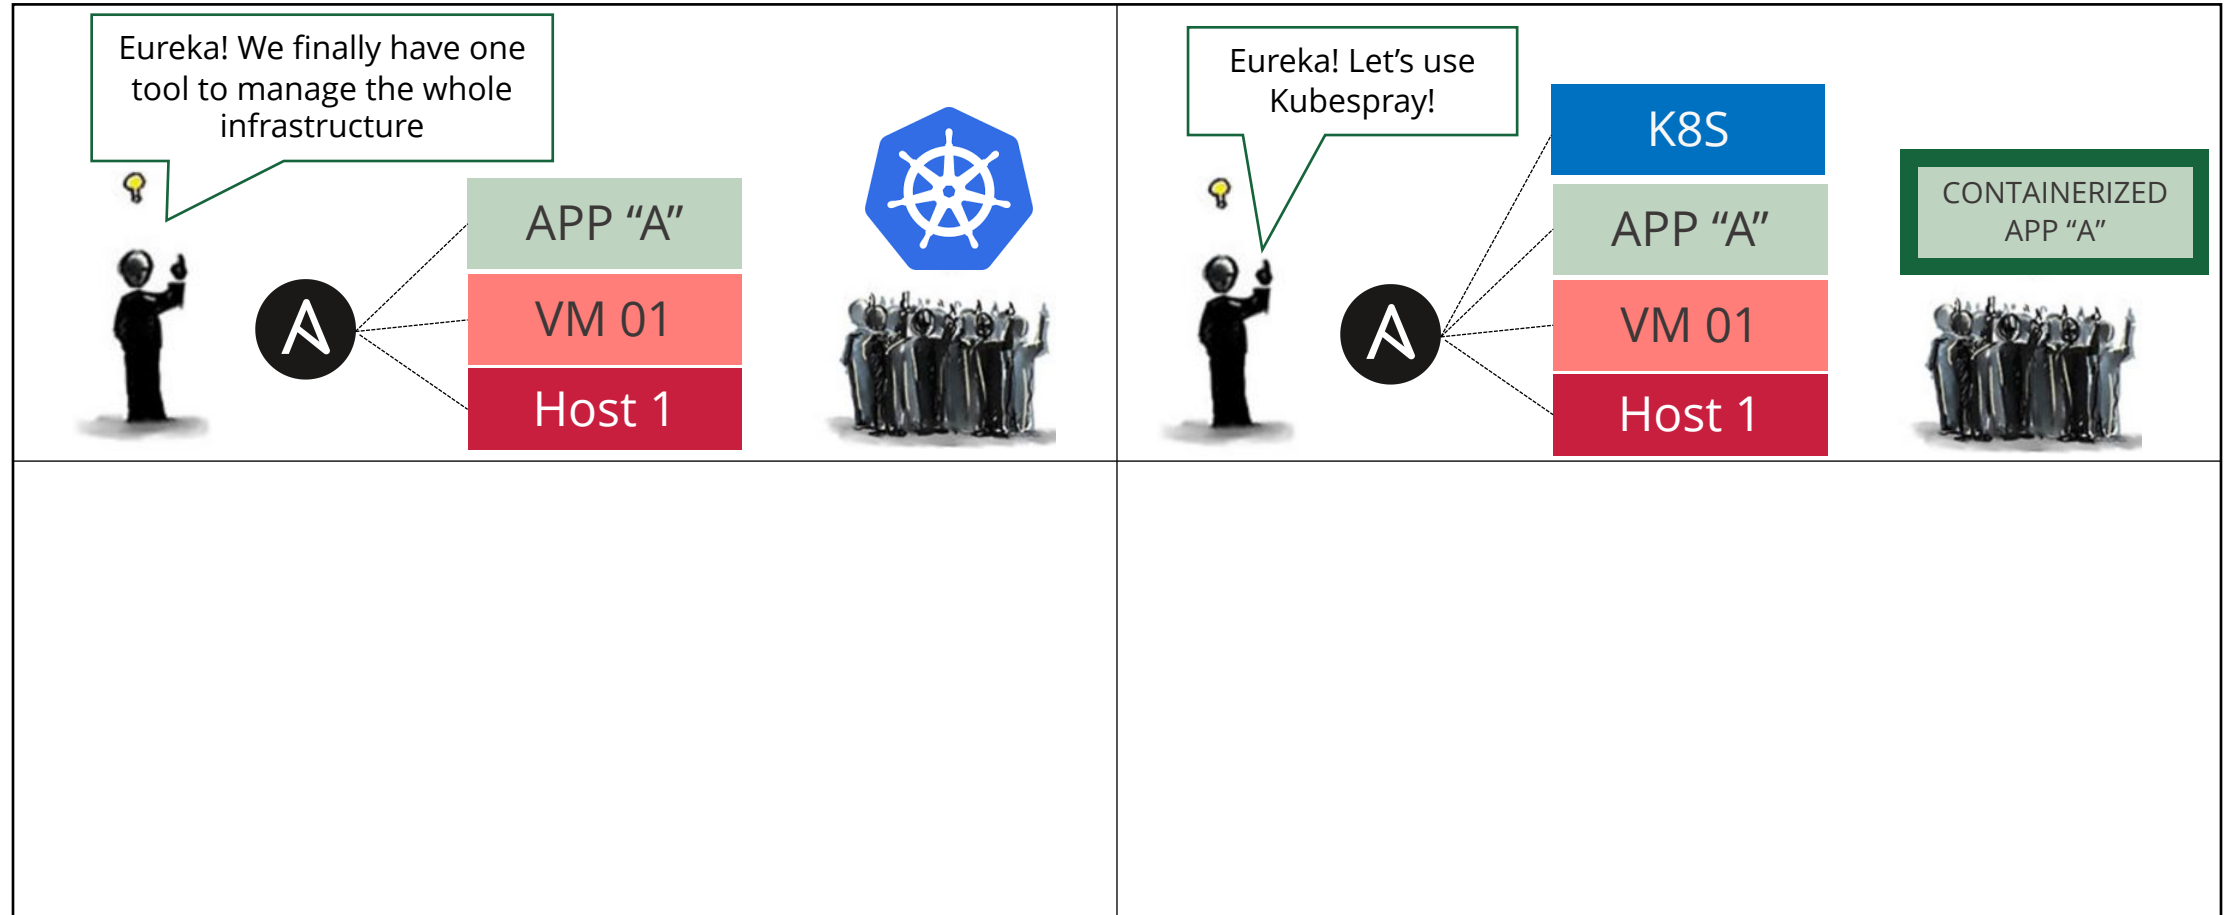 Eureka! We finally have one
tool to manage the whole
infrastructure
APP “A”
VM 01
Host 1
Eureka! Let’s use
Kubespray!
K8S
APP “A”
VM 01
Host 1
CONTAINERIZED
APP “A”